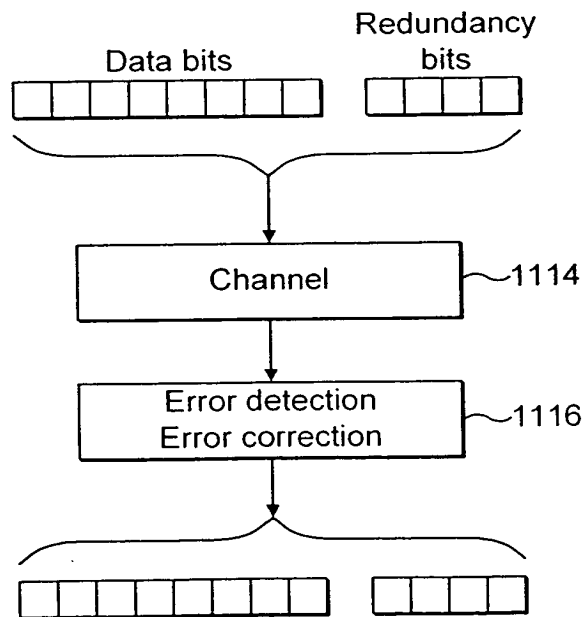 Redundancy
Data bits
bits
Channel
1114
Error detection
Error correction
1116